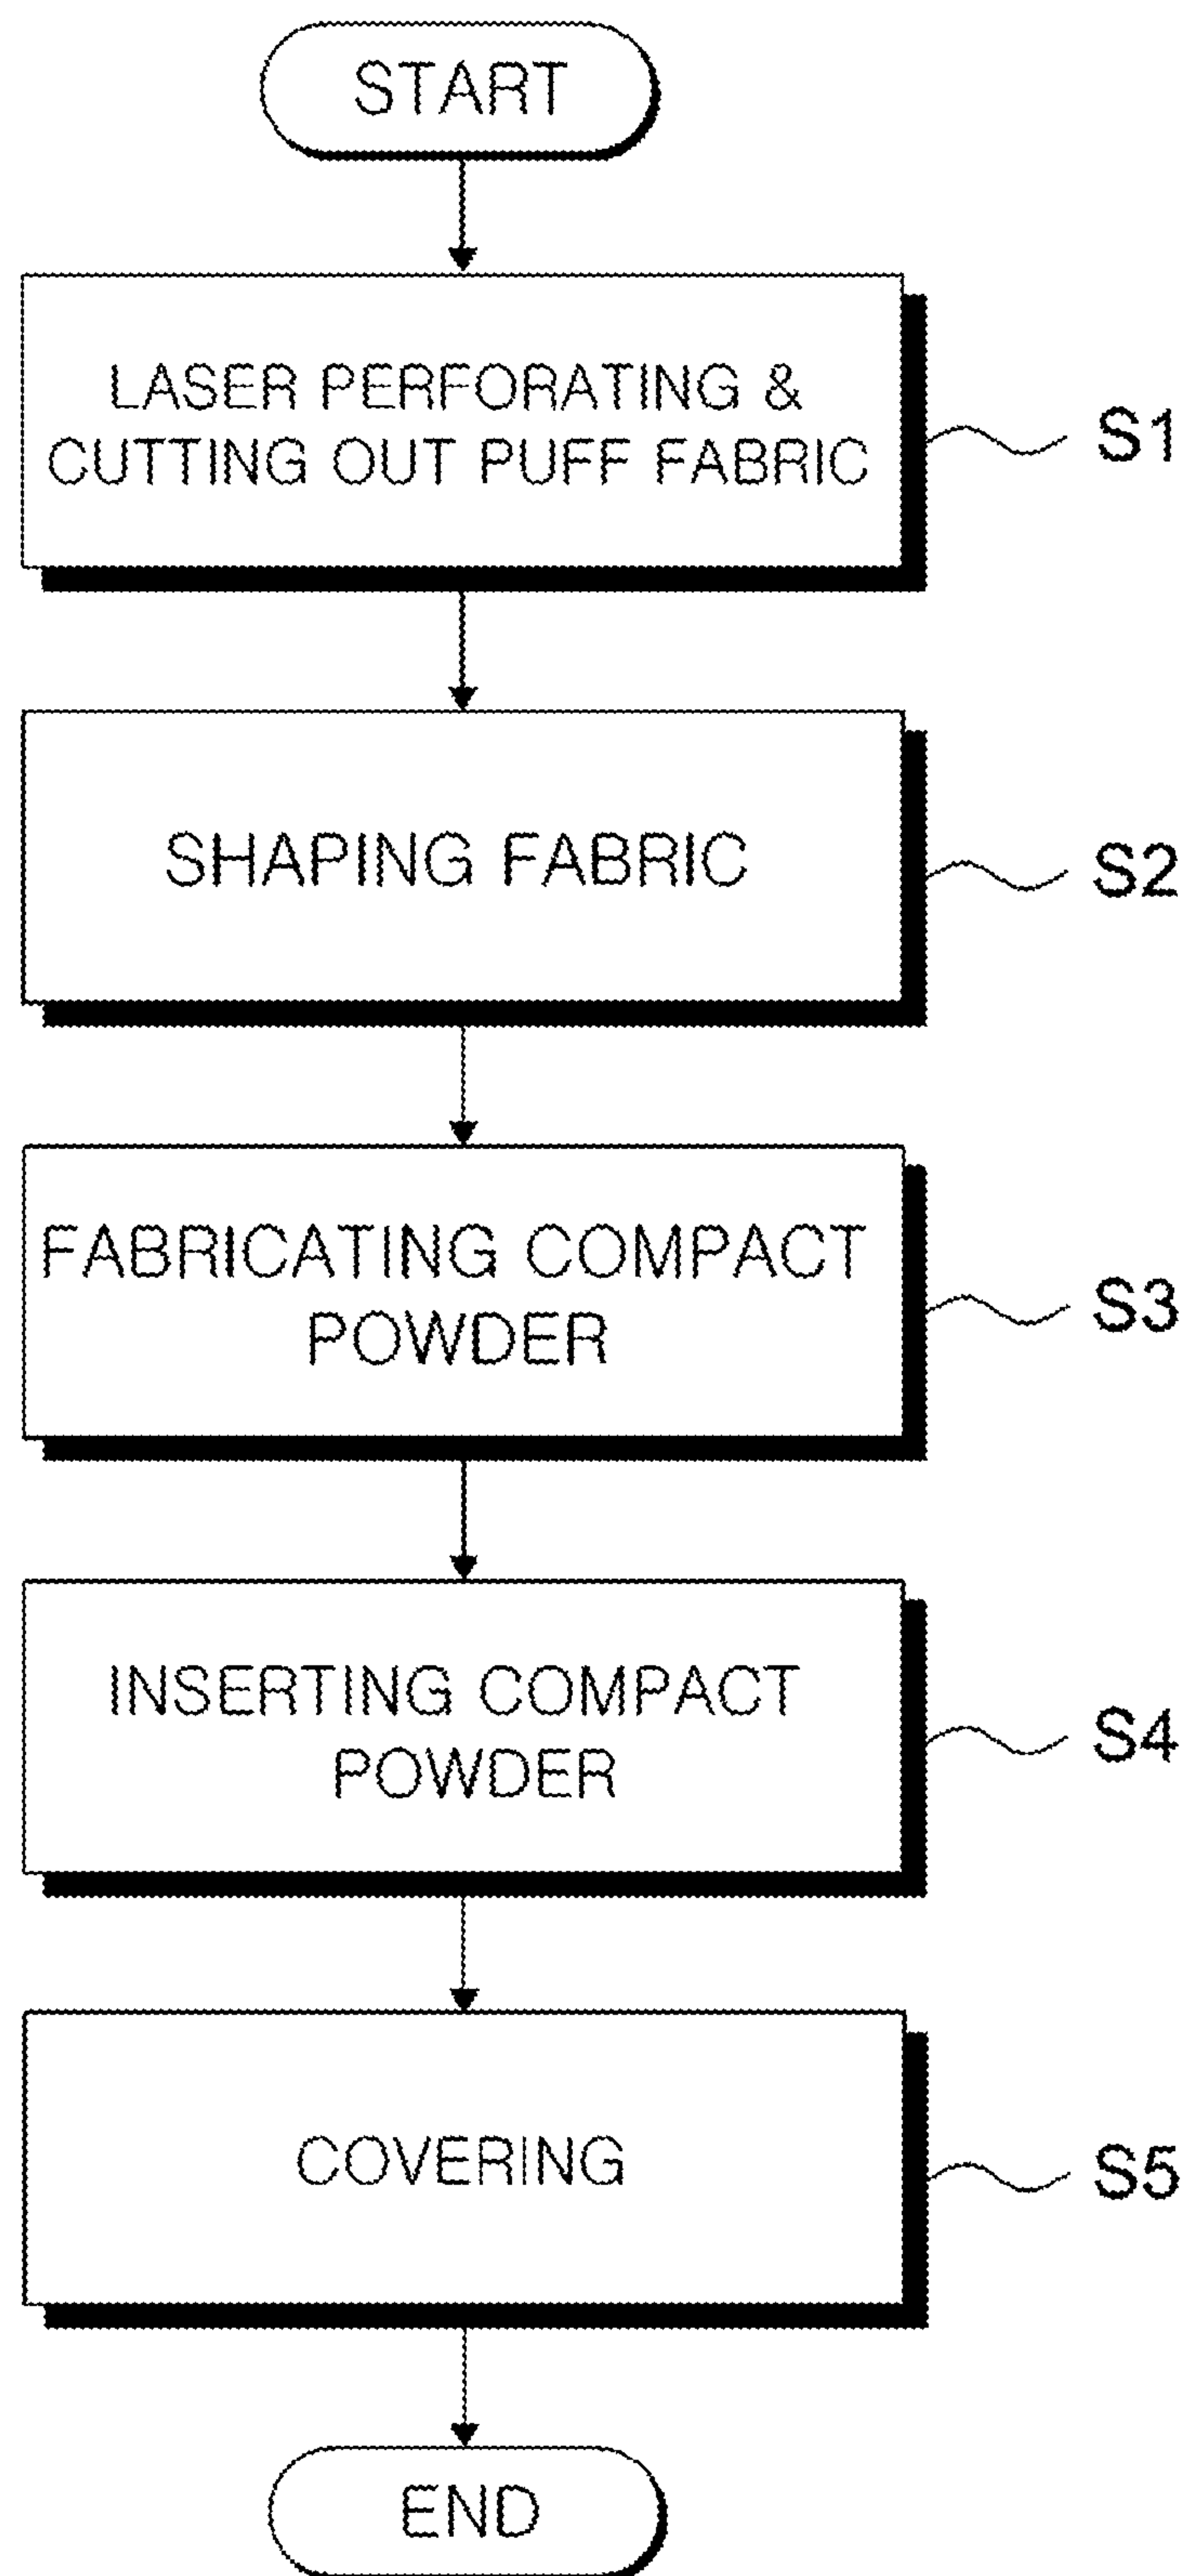 START
LASER PERFORATING &
CUTTING OUT PUFF FABRIC
S1
SHAPING FABRIC
S2
FABRICATING COMPACT
POWDER
S3
INSERTING COMPACT
POWDER
S4
COVERING
S5
END